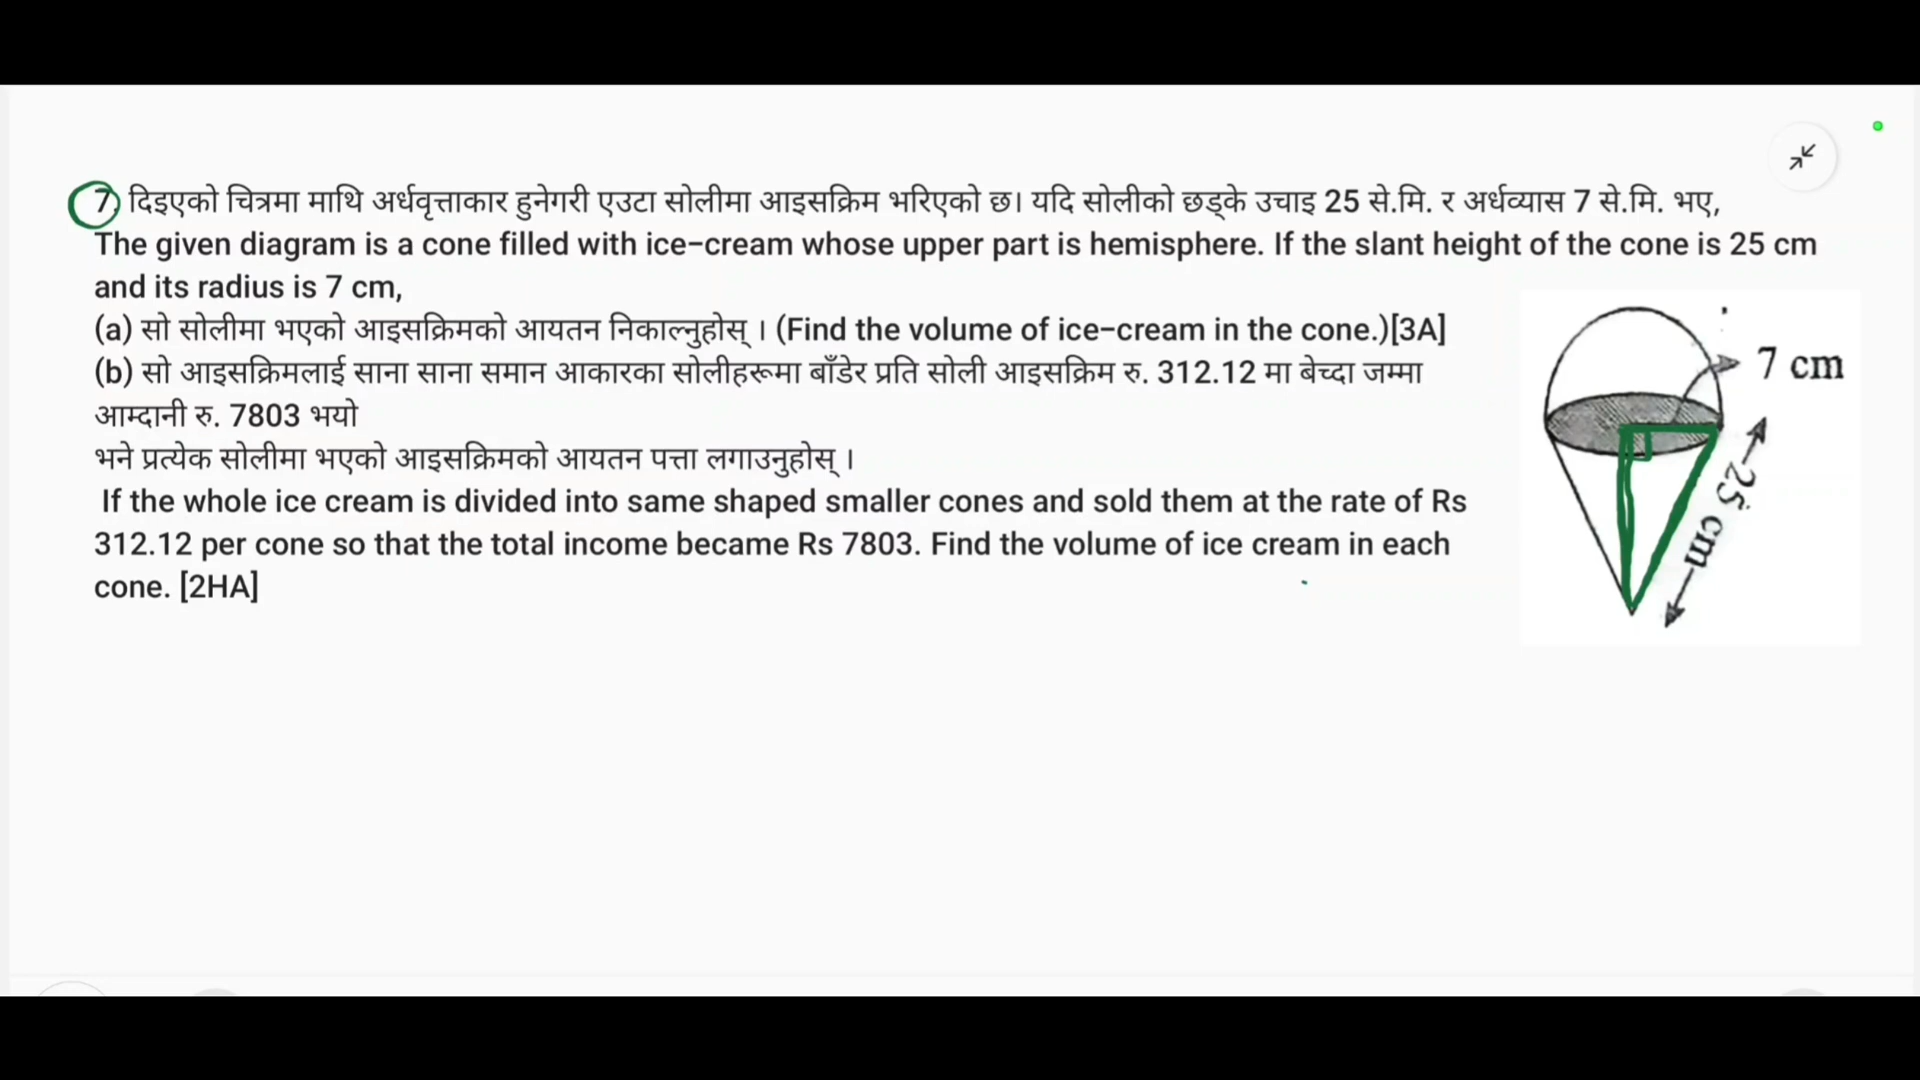 7. दिइएको चित्रमा माथि अर्धवृत्ताकार हुनेगरी एउटा सोलीमा आइसक्रिम भरिएको छ। यदि सोलीको छड्के उचाइ 25 से.मि. र अर्धव्यास 7 से.मि. भए,
The given diagram is a cone filled with ice-cream whose upper part is hemisphere. If the slant height of the cone is 25 cm
and its radius is 7 cm,
(a) सो सोलीमा भएको आइसक्रिमको आयतन निकाल्नुहोस् । (Find the volume of ice-cream in the cone.)[3A]
(b) सो आइसक्रिमलाई साना साना समान आकारका सोलीहरूमा बाँडेर प्रति सोली आइसक्रिम रु. 312.12 मा बेच्दा जम्मा
आम्दानी रु. 7803 भयो
भने प्रत्येक सोलीमा भएको आइसक्रिमको आयतन पत्ता लगाउनुहोस् ।
If the whole ice cream is divided into same shaped smaller cones and sold them at the rate of Rs
312.12 per cone so that the total income became Rs 7803. Find the volume of ice cream in each
cone. [2HA]
7 cm
25 cm